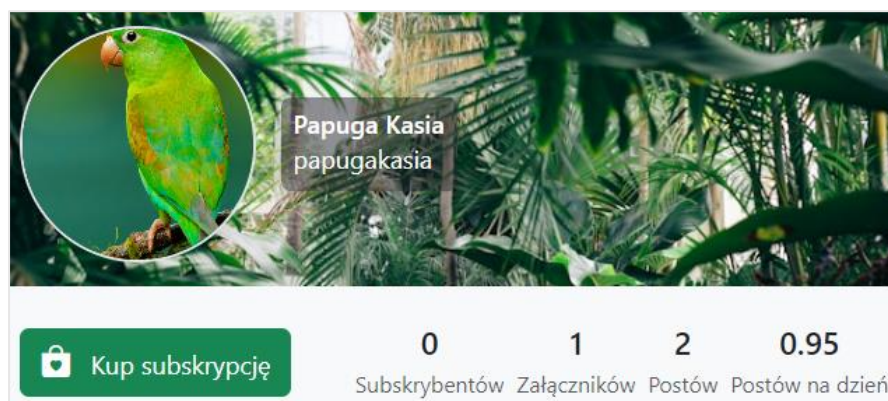 Papuga Kasia
papugakasia
Kup subskrypcję
0 1 2 0.95
Subskrybentów Załączników Postów Postów na dzień